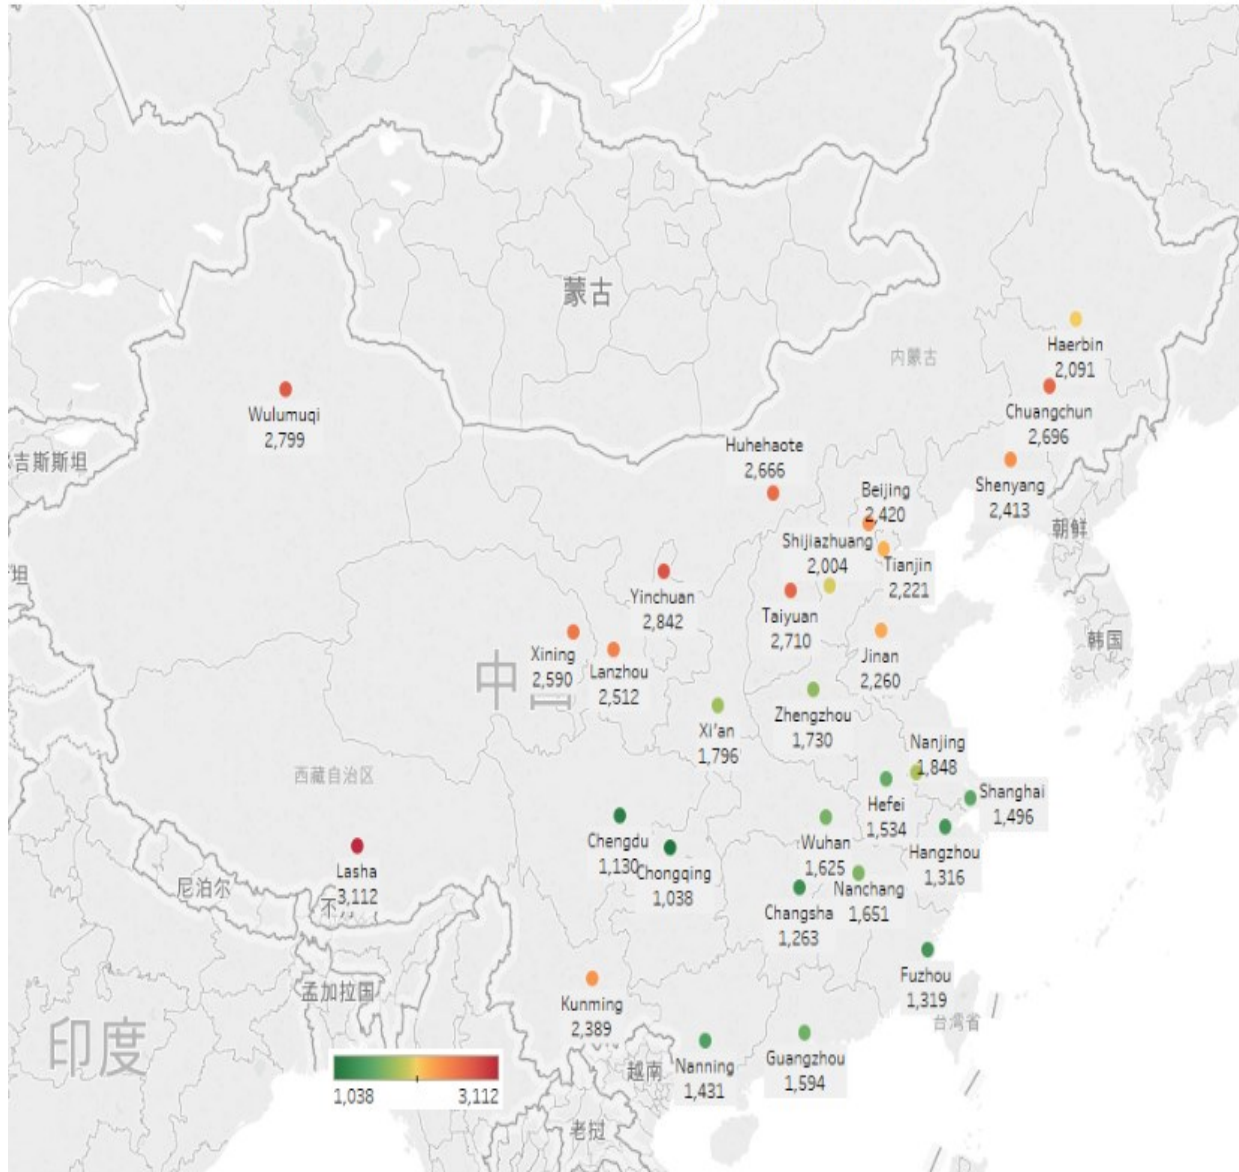 蒙古
内蒙古
Haerbin
2,091
Chuangchun
2,696
Wulumuqi
2,799
吉斯斯坦
Huhehaote
2,666
Beijing
2,420
Shenyang
2,413
朝鲜
Shijiazhuang
2,004
Tianjin
2,221
Yinchuan
2,842
Taiyuan
2,710
Xining
2,590
Lanzhou
2,512
Jinan
2,260
韩国
中
Xi'an
1,796
Zhengzhou
1,730
Nanjing
1,848
西藏自治区
Hefei
1,534
Shanghai
1,496
Chengdu
1,130
Chongqing
1,038
Wuhan
1,625
Hangzhou
1,316
Lasha
3,112
尼泊尔
Nanchang
1,651
Changsha
1,263
Fuzhou
1,319
孟加拉国
Kunming
2,389
台湾省
印度
越南
Nanning
1,431
Guangzhou
1,594
1,038
3,112
老挝